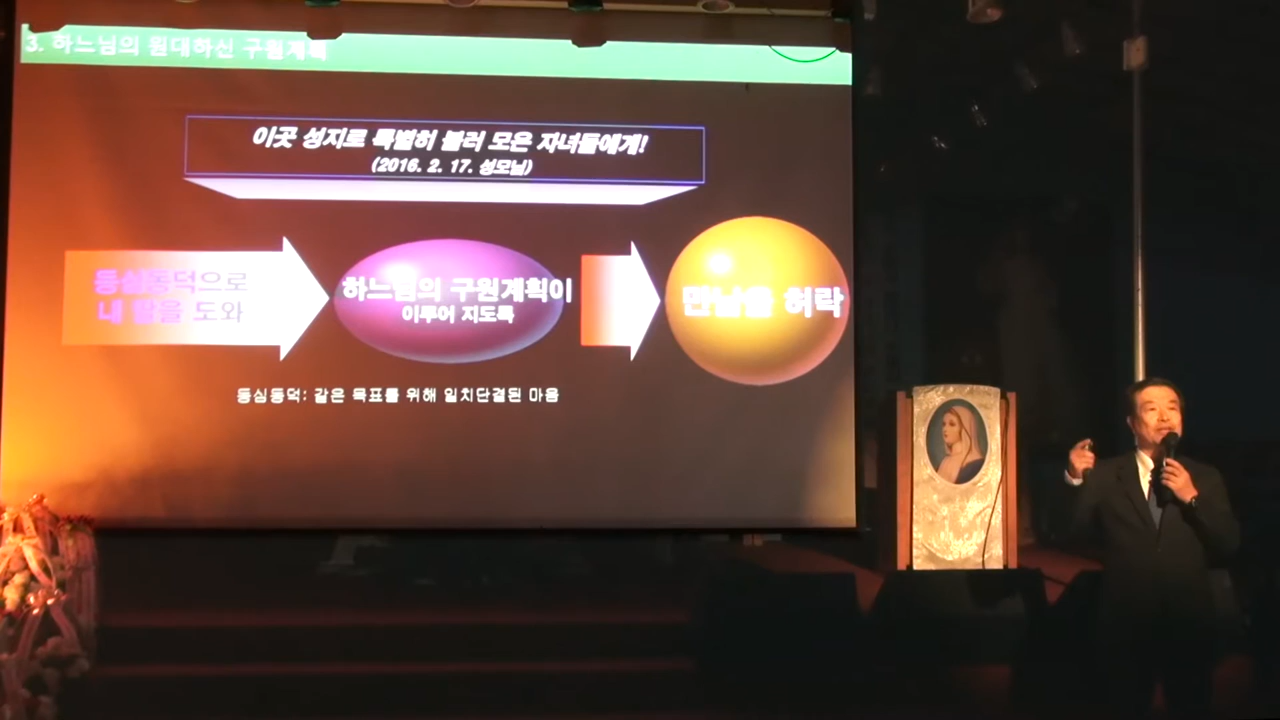 3. 하느님의 원대하신 구원계획
이곳 성지로 특별히 불러 모은 자녀들에게!
(2016. 2. 17. 성모님)
동심동덕으로
내 딸을 도와
하느님의 구원계획이
이루어 지도록
만남을 허락
동심동덕: 같은 목표를 위해 일치단결된 마음